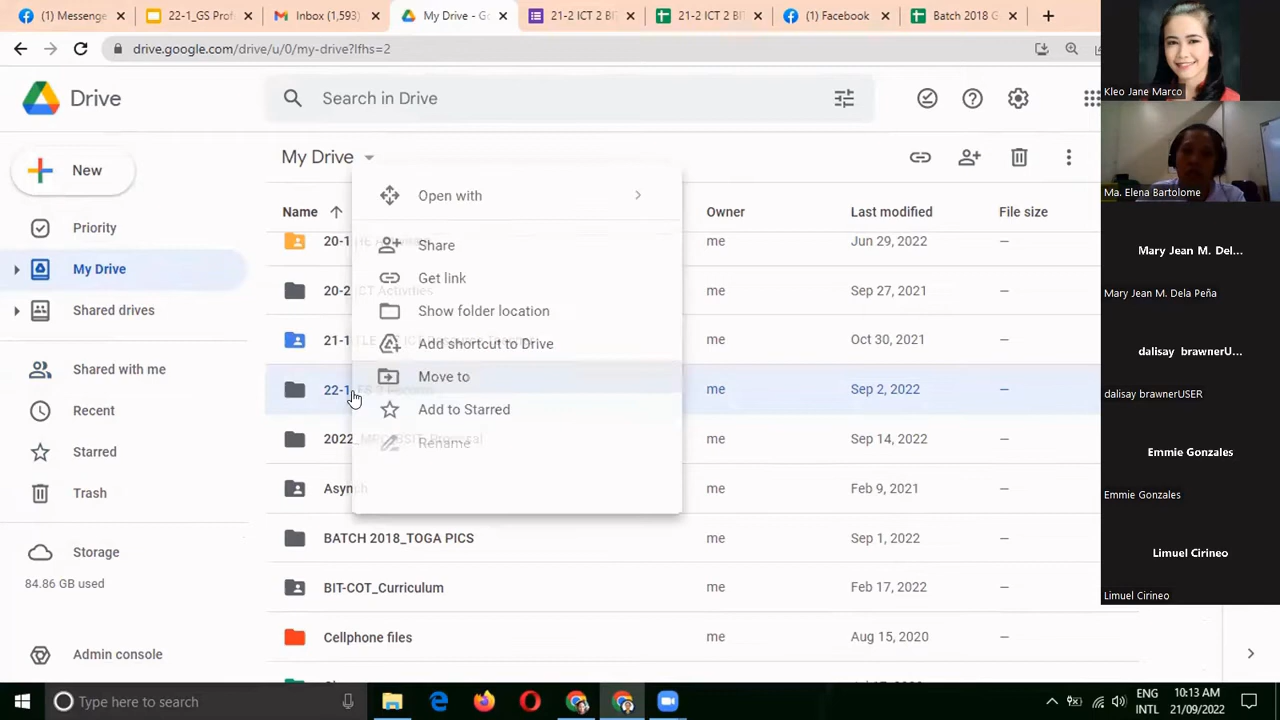 (1) Messenge
22-1_GS Prof
Inbox (1,593)
My Drive - G
21-2 ICT 2 BI
21-2 ICT 2 BI
(1) Facebook
Batch 2018 G
drive.google.com/drive/u/0/my-drive?lfhs=2
Drive
Search in Drive
New
Priority
My Drive
Shared drives
Shared with me
Recent
Starred
Trash
Storage
84.86 GB used
Admin console
My Drive
Name
Owner
Last modified
File size
20-1
me
Jun 29, 2022
20-2 ICT Activities
me
Sep 27, 2021
21-1
me
Oct 30, 2021
22-1
me
Sep 2, 2022
2022
me
Sep 14, 2022
Asynch
me
Feb 9, 2021
BATCH 2018_TOGA PICS
me
Sep 1, 2022
BIT-COT_Curriculum
me
Feb 17, 2022
Cellphone files
me
Aug 15, 2020
Open with
Share
Get link
Show folder location
Add shortcut to Drive
Move to
Add to Starred
Rename
Kleo Jane Marco
Ma. Elena Bartolome
Mary Jean M. Del...
Mary Jean M. Dela Peña
dalisay brawnerU...
dalisay brawnerUSER
Emmie Gonzales
Emmie Gonzales
Limuel Cirineo
Limuel Cirineo
Type here to search
ENG
INTL
10:13 AM
21/09/2022